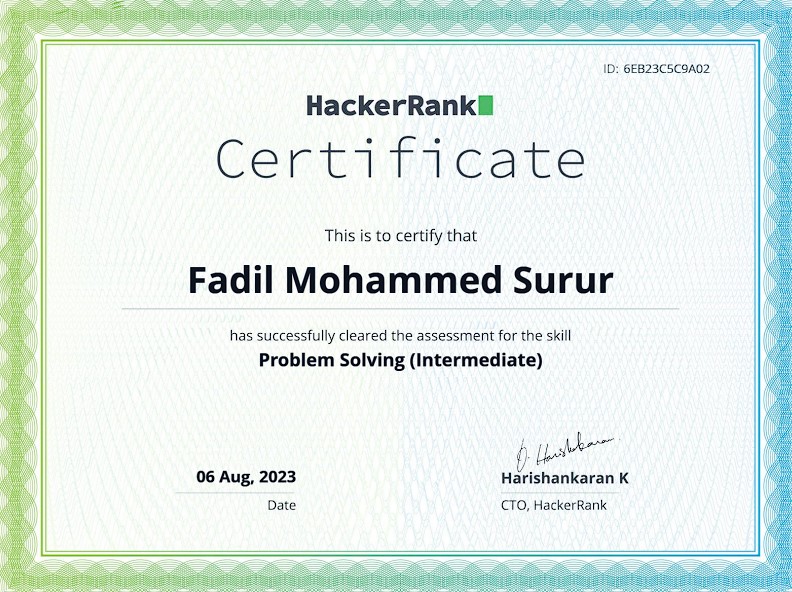 ID: 6EB23C5C9A02
HackerRank
Certificate
This is to certify that
Fadil Mohammed Surur
has successfully cleared the assessment for the skill
Problem Solving (Intermediate)
D. Harishankaran
06 Aug, 2023
Harishankaran K
Date
CTO, HackerRank